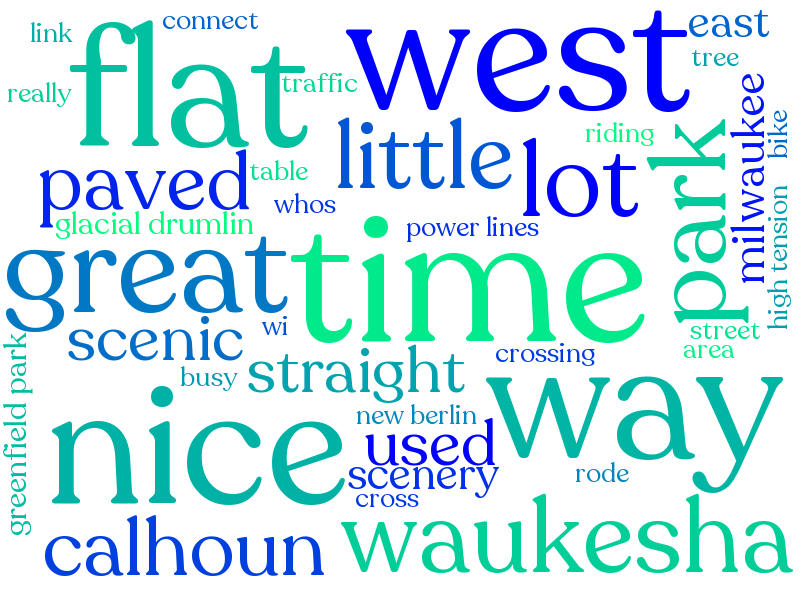 connect
link
flat
west
east
tree
really
traffic
little
riding
park
milwaukee
bike
paved
table
lot
whos
glacial drumlin
power lines
great
time
high tension
scenic
wi
street
crossing
area
busy
straight
greenfield park
nice
way
new berlin
used
scenery
rode
cross
calhoun
waukesha